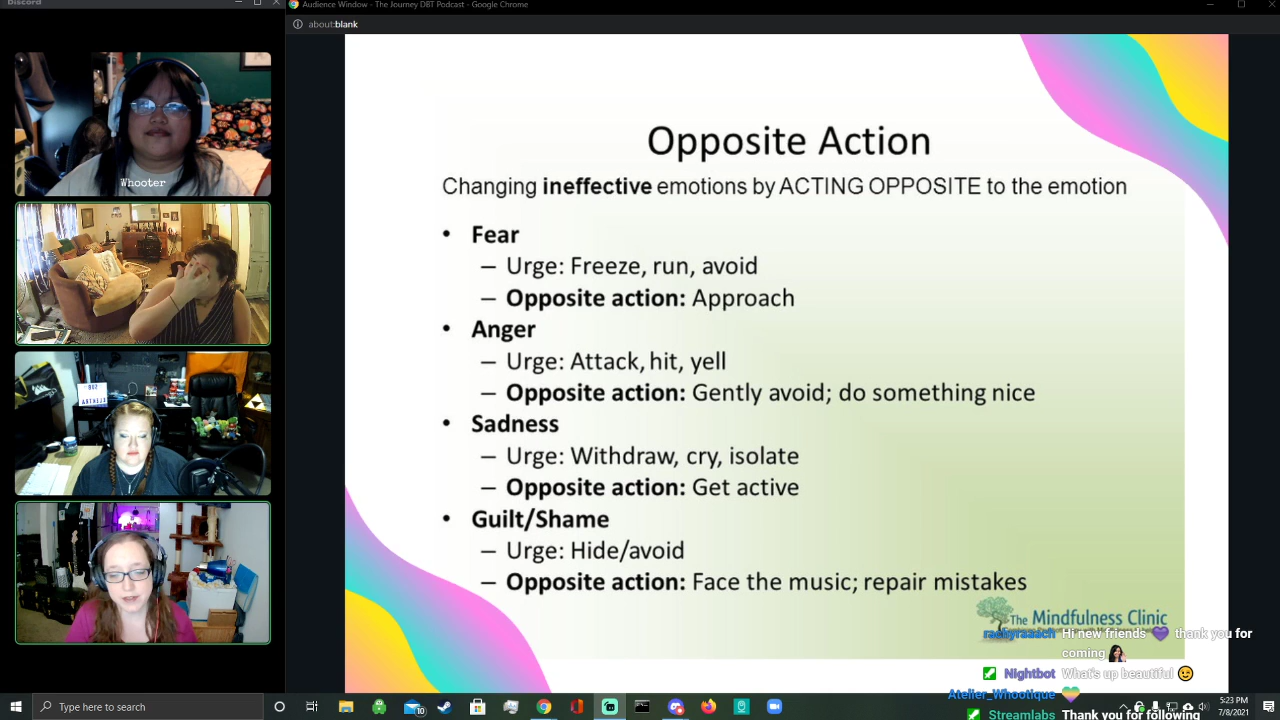 Discord
Audience Window - The Journey DBT Podcast - Google Chrome
about:blank
Whooter
Opposite Action
Changing ineffective emotions by ACTING OPPOSITE to the emotion
• Fear
– Urge: Freeze, run, avoid
– Opposite action: Approach
• Anger
– Urge: Attack, hit, yell
– Opposite action: Gently avoid; do something nice
• Sadness
– Urge: Withdraw, cry, isolate
– Opposite action: Get active
• Guilt/Shame
– Urge: Hide/avoid
– Opposite action: Face the music; repair mistakes
The Mindfulness Clinic
rachyraaach Hi new friends 💜 thank you for
coming
Nightbot What's up beautiful 😉
Atelier_Whootique
Streamlabs Thank you for following
Type here to search
10
5:23 PM
7/8/2021